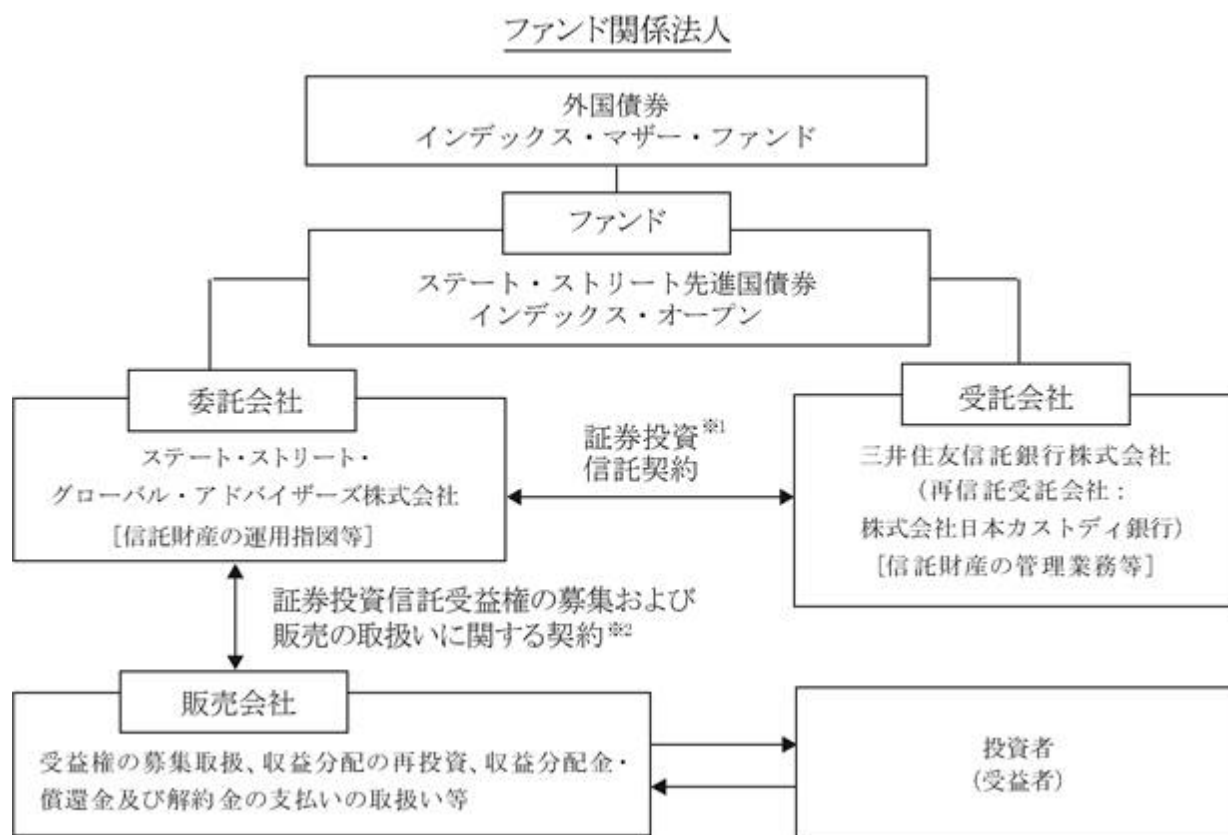 ファンド関係法人
外国債券
インデックス・マザー・ファンド
ファンド
ステート・ストリート先進国債券
インデックス・オープン
委託会社
ステート・ストリート・
グローバル・アドバイザーズ株式会社
[信託財産の運用指図等]
証券投資※1
信託契約
受託会社
三井住友信託銀行株式会社
(再信託受託会社:
株式会社日本カストディ銀行)
[信託財産の管理業務等]
証券投資信託受益権の募集および
販売の取扱いに関する契約※2
販売会社
受益権の募集取扱、収益分配の再投資、収益分配金・
償還金及び解約金の支払いの取扱い等
投資者
(受益者)